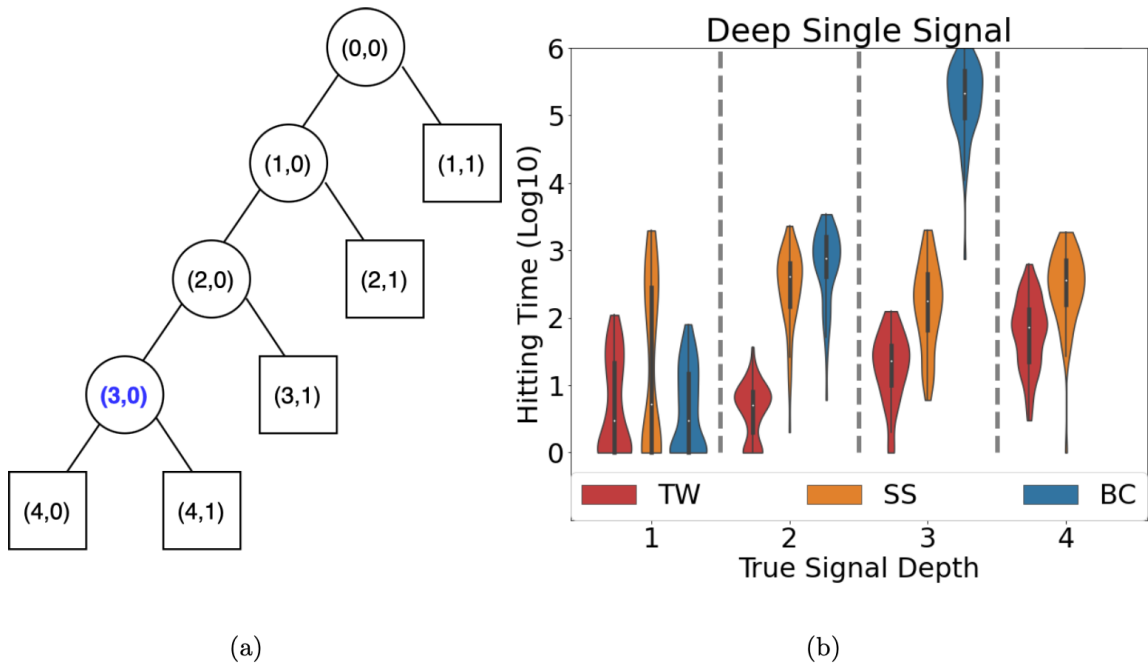 (0,0)
(1,0)
(1,1)
(2,0)
(2,1)
(3,0)
(3,1)
(4,0)
(4,1)
(a)
Deep Single Signal
Hitting Time (Log10)
6
5
4
3
2
1
0
TW SS BC
1 2 3 4
True Signal Depth
(b)